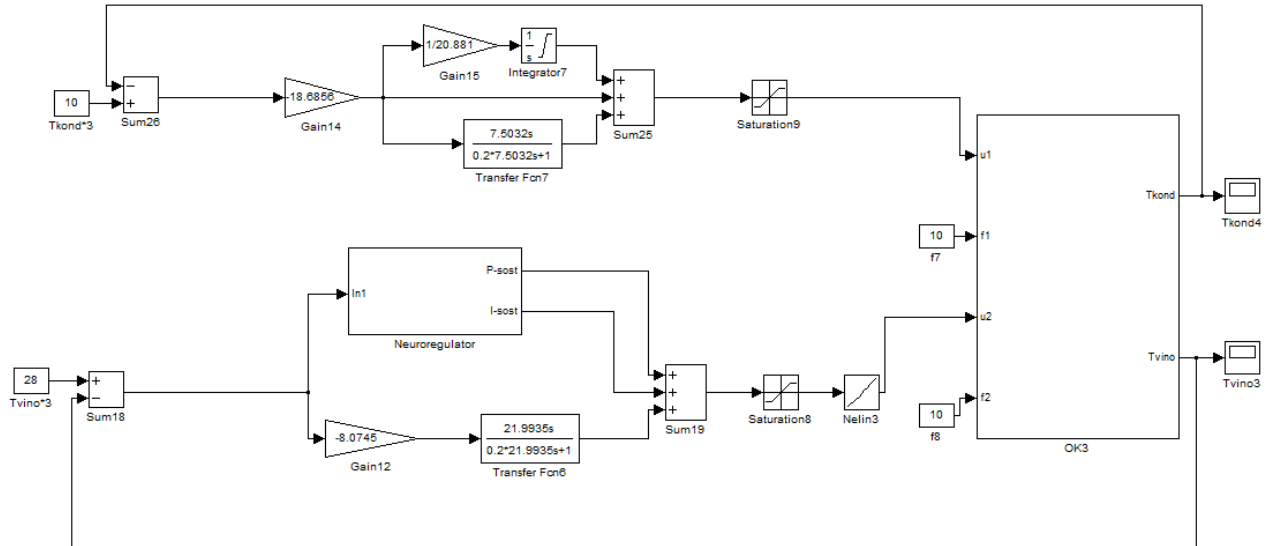 1/20.881
1
s
Gain15
Integrator7
10
Tkond*3
−
+
Sum26
-18.6856
Gain14
+
+
+
Sum25
7.5032s
0.2*7.5032s+1
Transfer Fcn7
Saturation9
u1
f1
u2
f2
Tkond
Tvino
OK3
Tkond4
Tvino3
10
f7
10
f8
In1
P-sost
I-sost
Neuroregulator
28
Tvino*3
+
−
Sum18
-8.0745
Gain12
21.9935s
0.2*21.9935s+1
Transfer Fcn6
+
+
+
Sum19
Saturation8
Nelin3